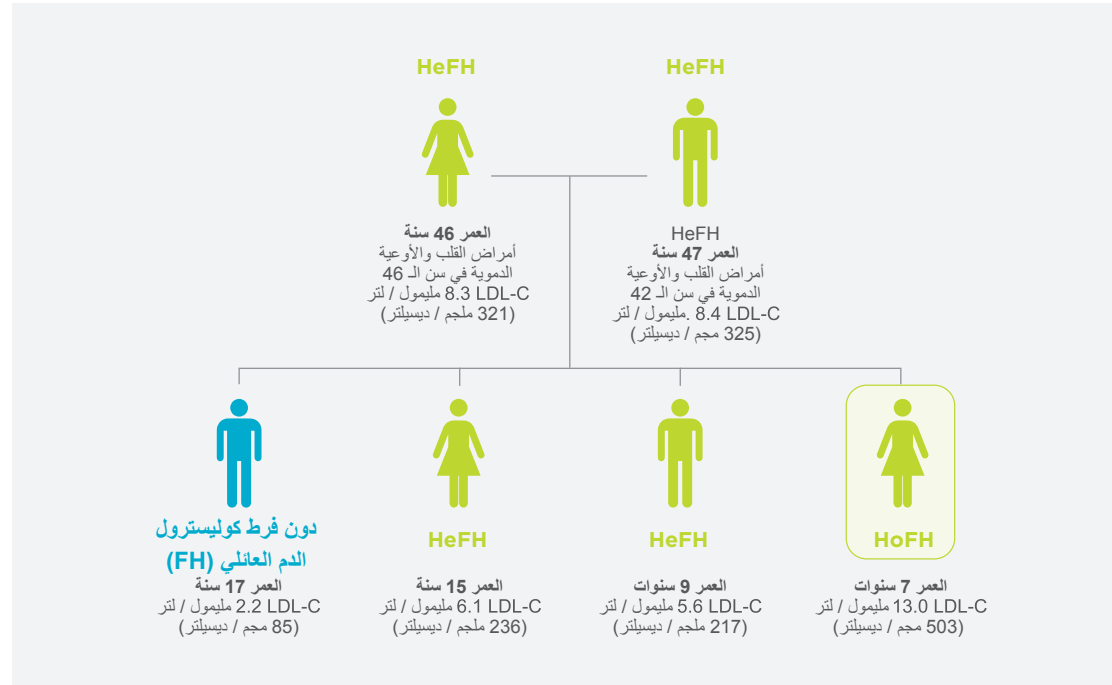 HeFH
HeFH
العمر 46 سنة
أمراض القلب والأوعية
الدموية في سن الـ 46
LDL-C 8.3 مليمول / لتر
(321 ملجم / ديسيلتر)
HeFH
العمر 47 سنة
أمراض القلب والأوعية
الدموية في سن الـ 42
LDL-C 8.4 .مليمول / لتر
(325 مجم / ديسيلتر)
دون فرط كوليسترول
الدم العائلي (FH)
العمر 17 سنة
LDL-C 2.2 مليمول / لتر
(85 مجم / ديسيلتر)
HeFH
العمر 15 سنة
LDL-C 6.1 مليمول / لتر
(236 ملجم / ديسيلتر)
HeFH
العمر 9 سنوات
LDL-C 5.6 مليمول / لتر
(217 ملجم / ديسيلتر)
HoFH
العمر 7 سنوات
LDL-C 13.0 مليمول / لتر
(503 مجم / ديسيلتر)